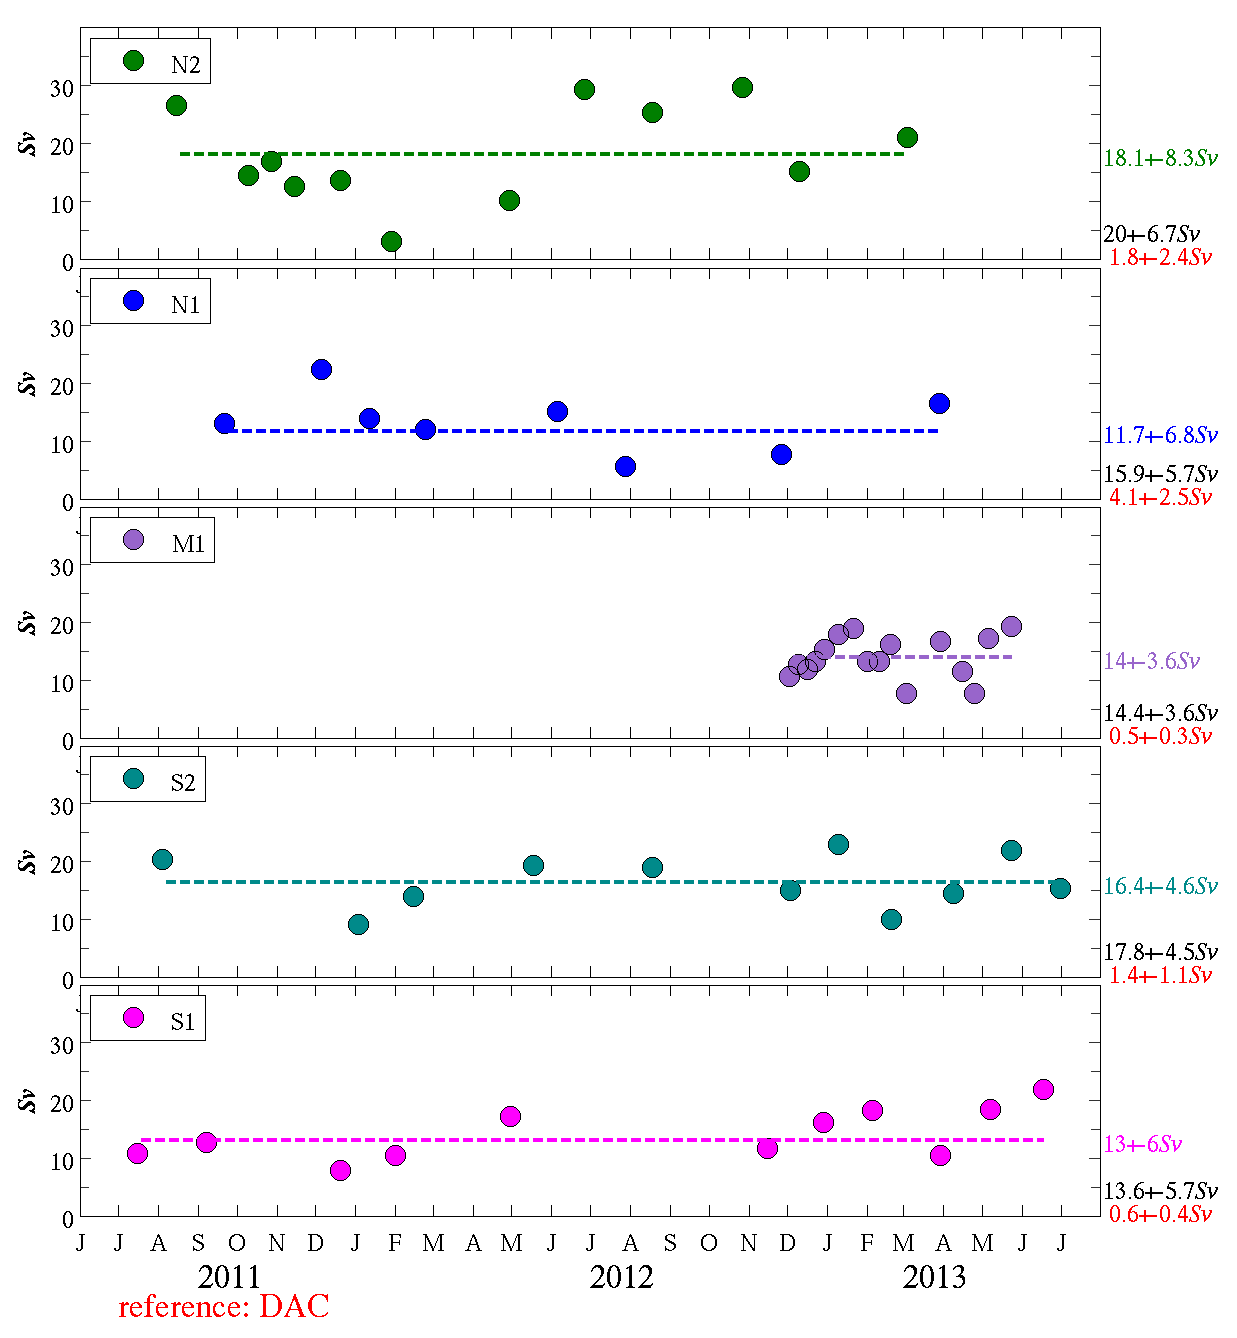 N2
30
20
10
0
Sv
18.1+-8.3Sv
20+-6.7Sv
1.8+-2.4Sv
N1
30
20
10
0
Sv
11.7+-6.8Sv
15.9+-5.7Sv
4.1+-2.5Sv
M1
30
20
10
0
Sv
14+-3.6Sv
14.4+-3.6Sv
0.5+-0.3Sv
S2
30
20
10
0
Sv
16.4+-4.6Sv
17.8+-4.5Sv
1.4+-1.1Sv
S1
30
20
10
0
Sv
13+-6Sv
13.6+-5.7Sv
0.6+-0.4Sv
J J A S O N D J F M A M J J A S O N D J F M A M J J
2011 2012 2013
reference: DAC